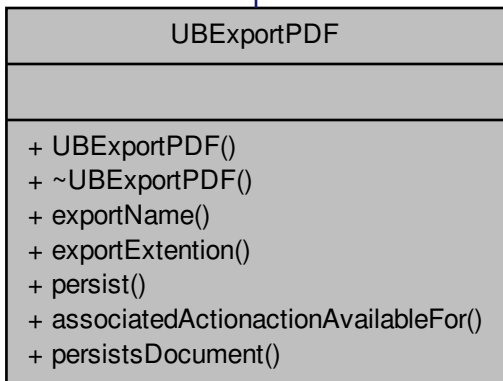 UBExportPDF
+ UBExportPDF()
+ ~UBExportPDF()
+ exportName()
+ exportExtention()
+ persist()
+ associatedActionactionAvailableFor()
+ persistsDocument()